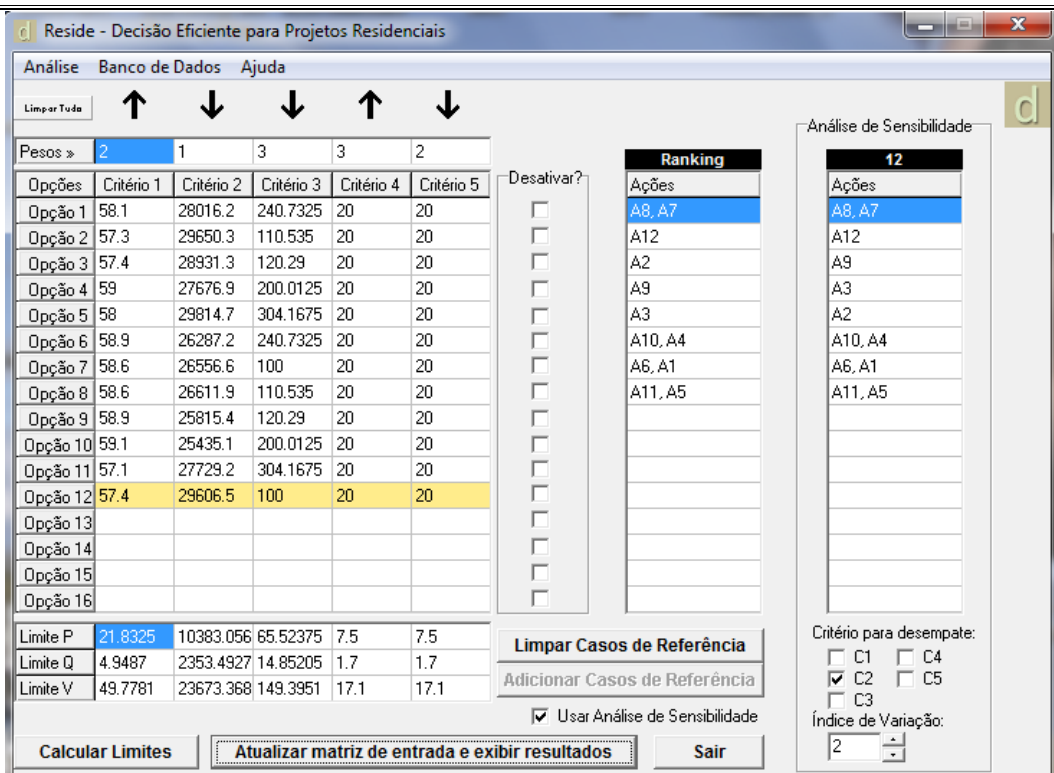 Reside - Decisão Eficiente para Projetos Residenciais
Análise Banco de Dados Ajuda
Limpar Tudo
d
Análise de Sensibilidade
Pesos » 2 1 3 3 2
Ranking
12
Opções Critério 1 Critério 2 Critério 3 Critério 4 Critério 5 Desativar? Ações Ações
Opção 1 58.1 28016.2 240.7325 20 20 A8, A7 A8, A7
Opção 2 57.3 29650.3 110.535 20 20 A12 A12
Opção 3 57.4 28931.3 120.29 20 20 A2 A9
Opção 4 59 27676.9 200.0125 20 20 A9 A3
Opção 5 58 29814.7 304.1675 20 20 A3 A2
Opção 6 58.9 26287.2 240.7325 20 20 A10, A4 A10, A4
Opção 7 58.6 26556.6 100 20 20 A6, A1 A6, A1
Opção 8 58.6 26611.9 110.535 20 20 A11, A5 A11, A5
Opção 9 58.9 25815.4 120.29 20 20
Opção 10 59.1 25435.1 200.0125 20 20
Opção 11 57.1 27729.2 304.1675 20 20
Opção 12 57.4 29606.5 100 20 20
Opção 13
Opção 14
Opção 15
Opção 16
Limite P 21.8325 10383.056 65.52375 7.5 7.5
Limite Q 4.9487 2353.4927 14.85205 1.7 1.7
Limite V 49.7781 23673.368 149.3951 17.1 17.1
Limpar Casos de Referência
Adicionar Casos de Referência
Usar Análise de Sensibilidade
Critério para desempate:
C1 C4
C2 C5
C3
Índice de Variação:
2
Calcular Limites Atualizar matriz de entrada e exibir resultados Sair